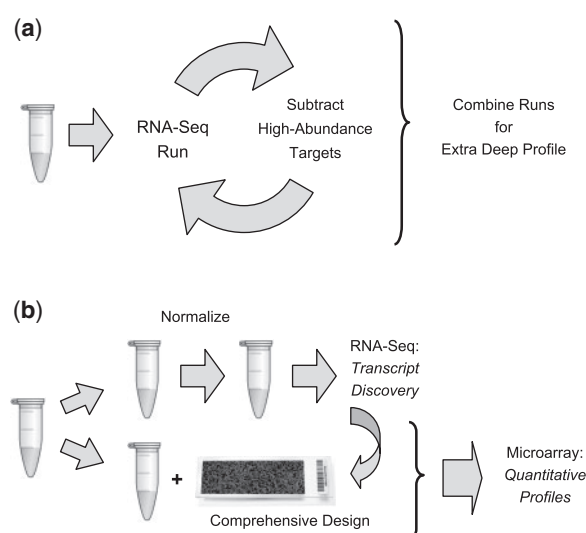 (a)
RNA-Seq
Run
Subtract
High-Abundance
Targets
Combine Runs
for
Extra Deep Profile
(b)
Normalize
RNA-Seq:
Transcript
Discovery
+
Comprehensive Design
Microarray:
Quantitative
Profiles